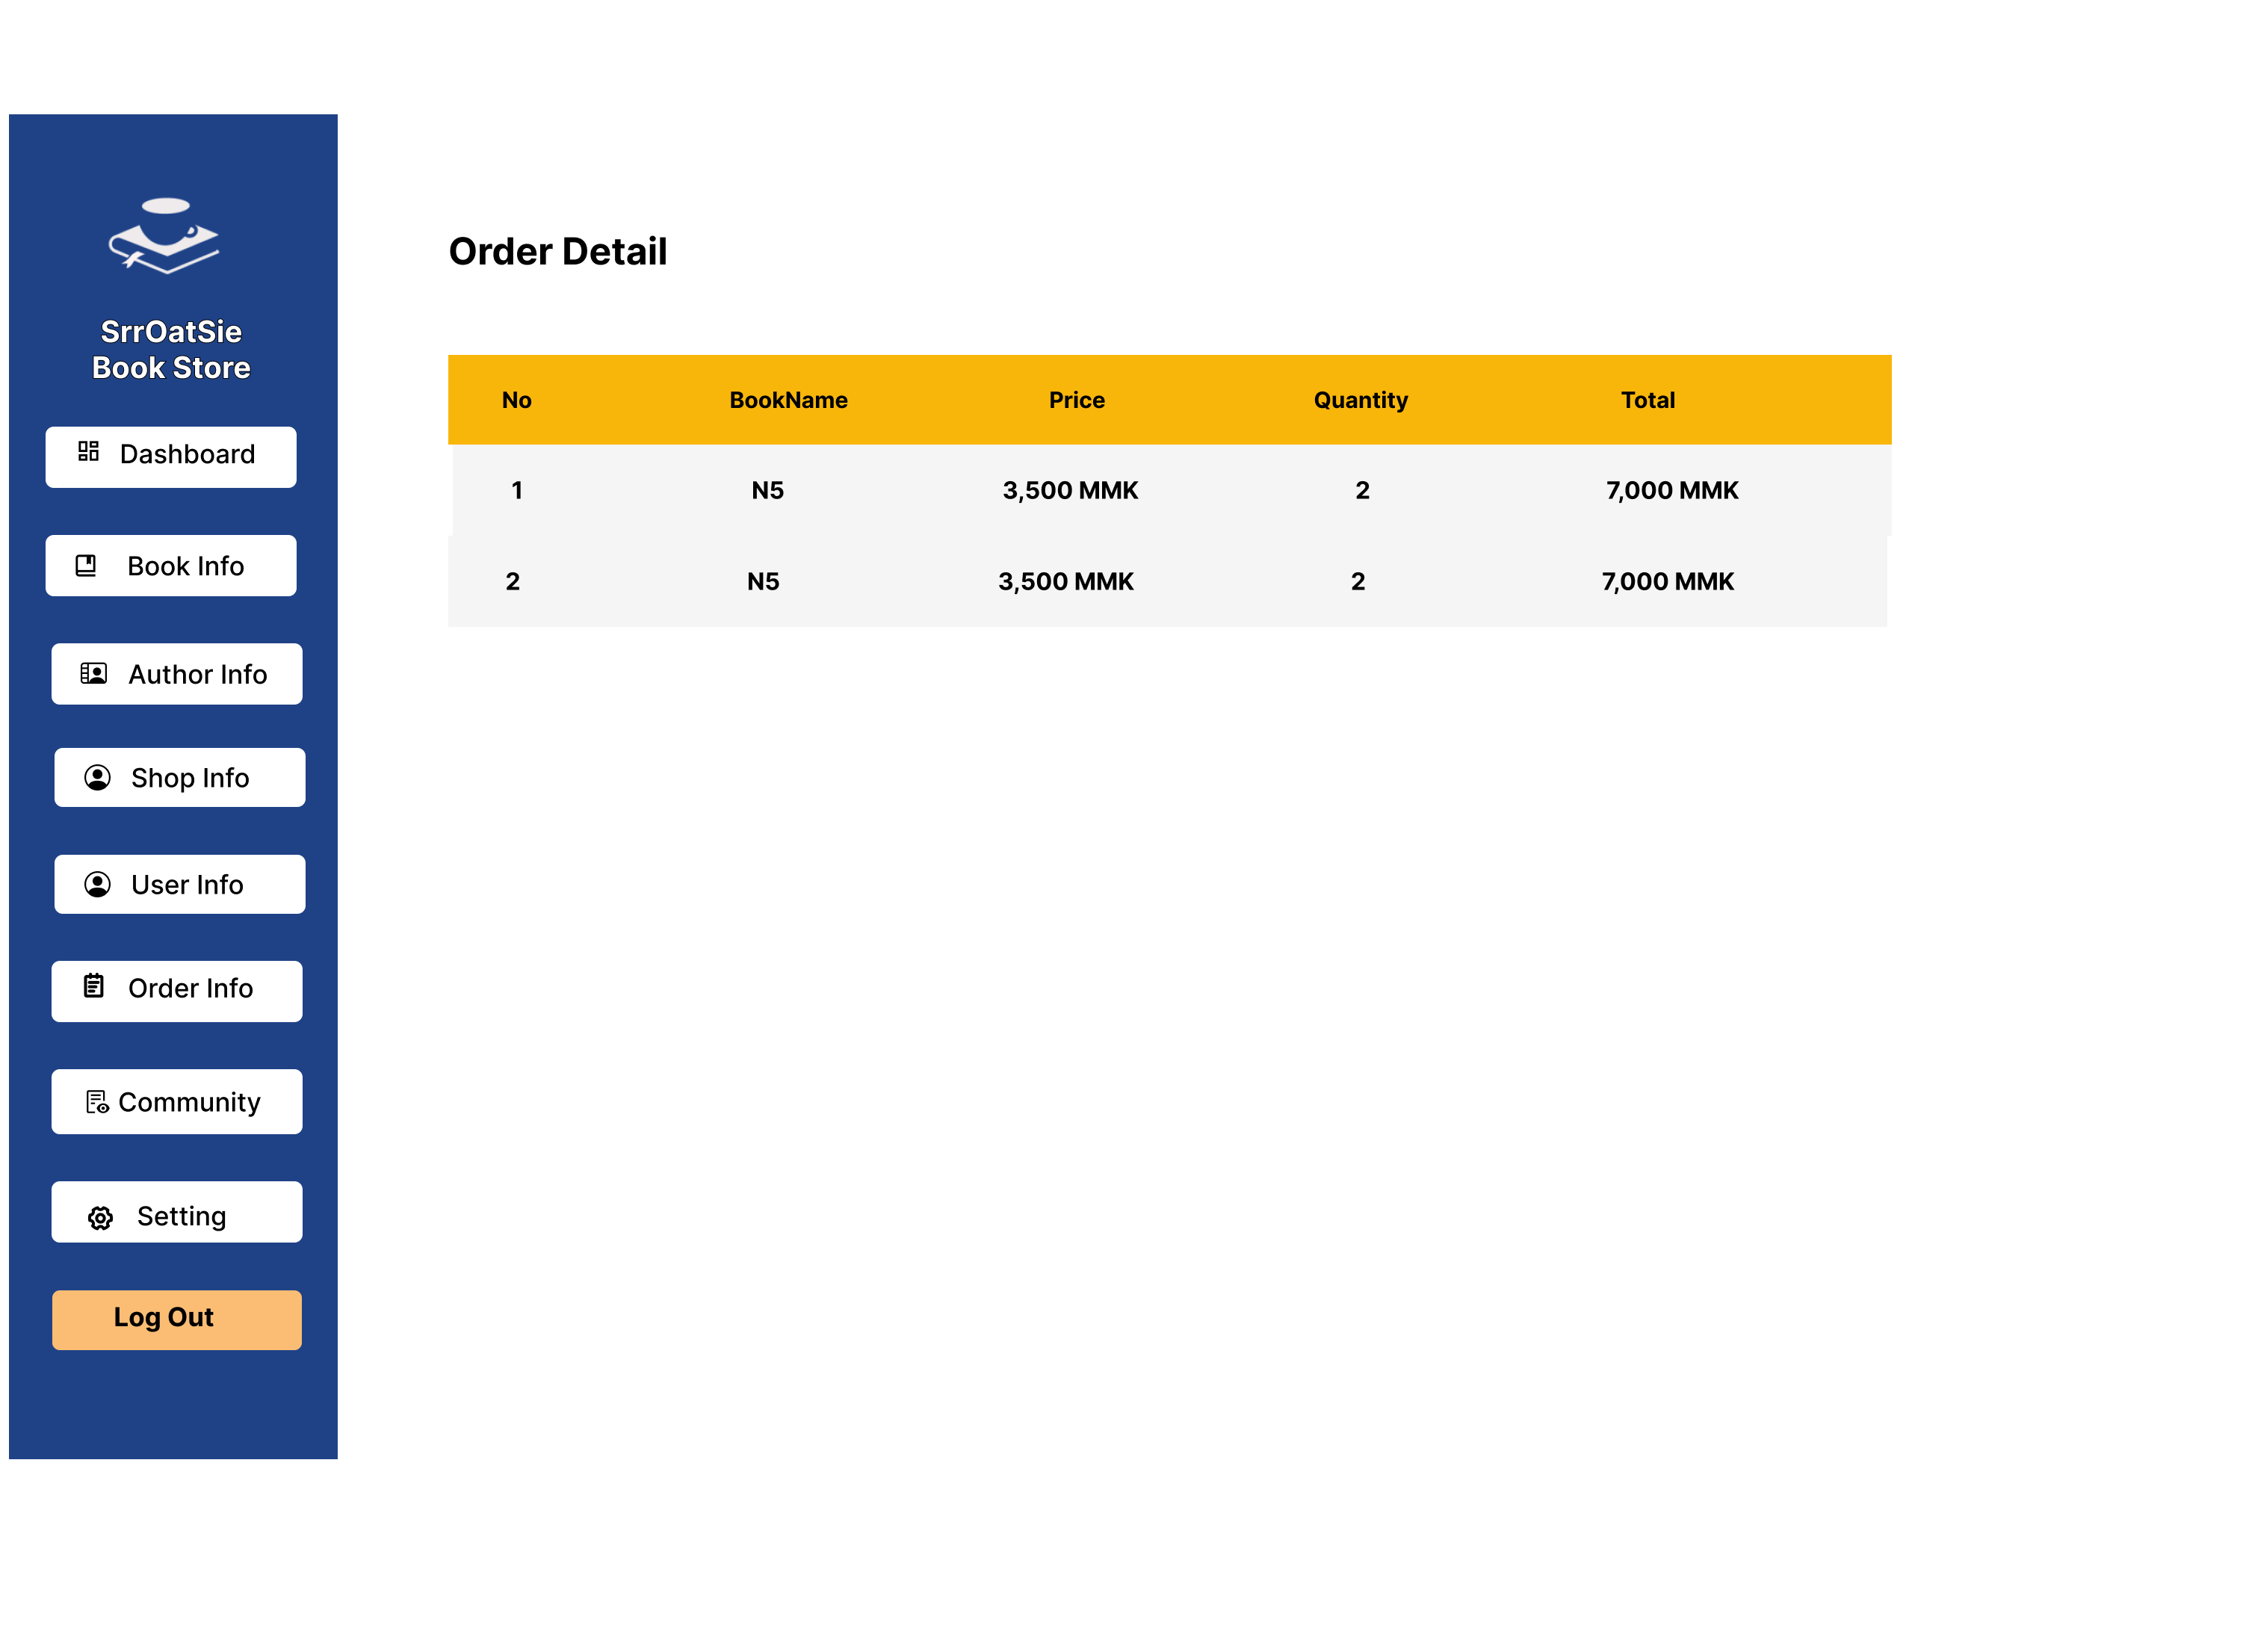 SrrOatSie
Book Store
Dashboard
Book Info
Author Info
Shop Info
User Info
Order Info
Community
Setting
Log Out
Order Detail
No BookName Price Quantity Total
1 N5 3,500 MMK 2 7,000 MMK
2 N5 3,500 MMK 2 7,000 MMK